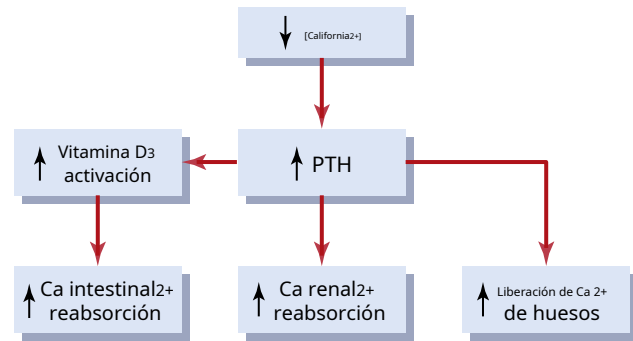 [California2+]
Vitamina D3
activación
PTH
Ca intestinal2+
reabsorción
Ca renal2+
reabsorción
Liberación de Ca 2+
de huesos